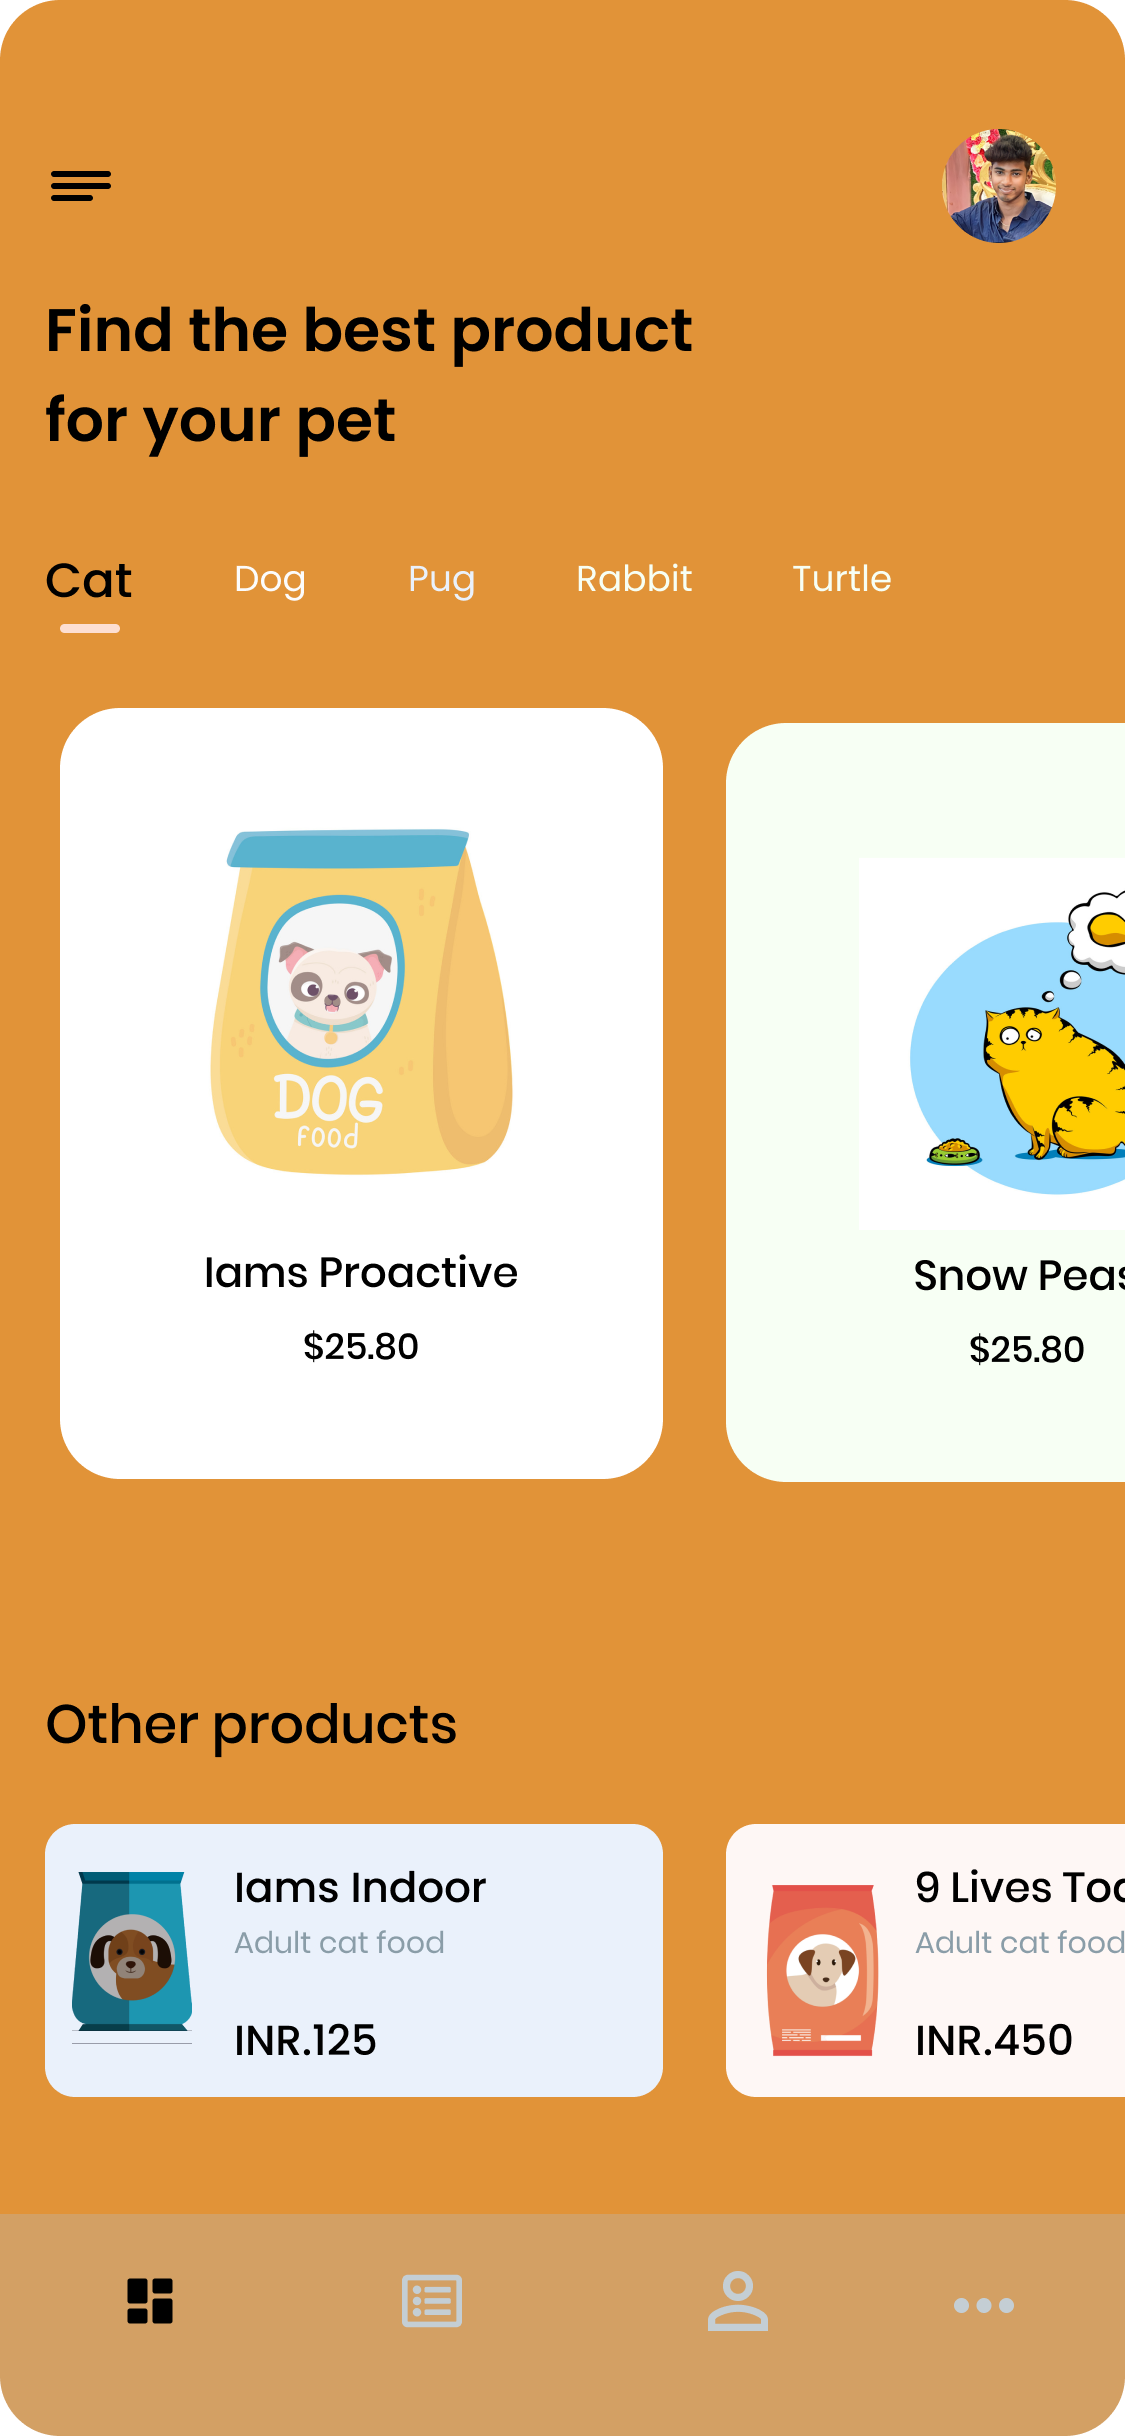 Find the best product
for your pet
Cat Dog Pug Rabbit Turtle
DOG
FOOd
Iams Proactive
$25.80
Snow Peas
$25.80
Other products
Iams Indoor
Adult cat food
INR.125
9 Lives
Adult cat food
INR.450